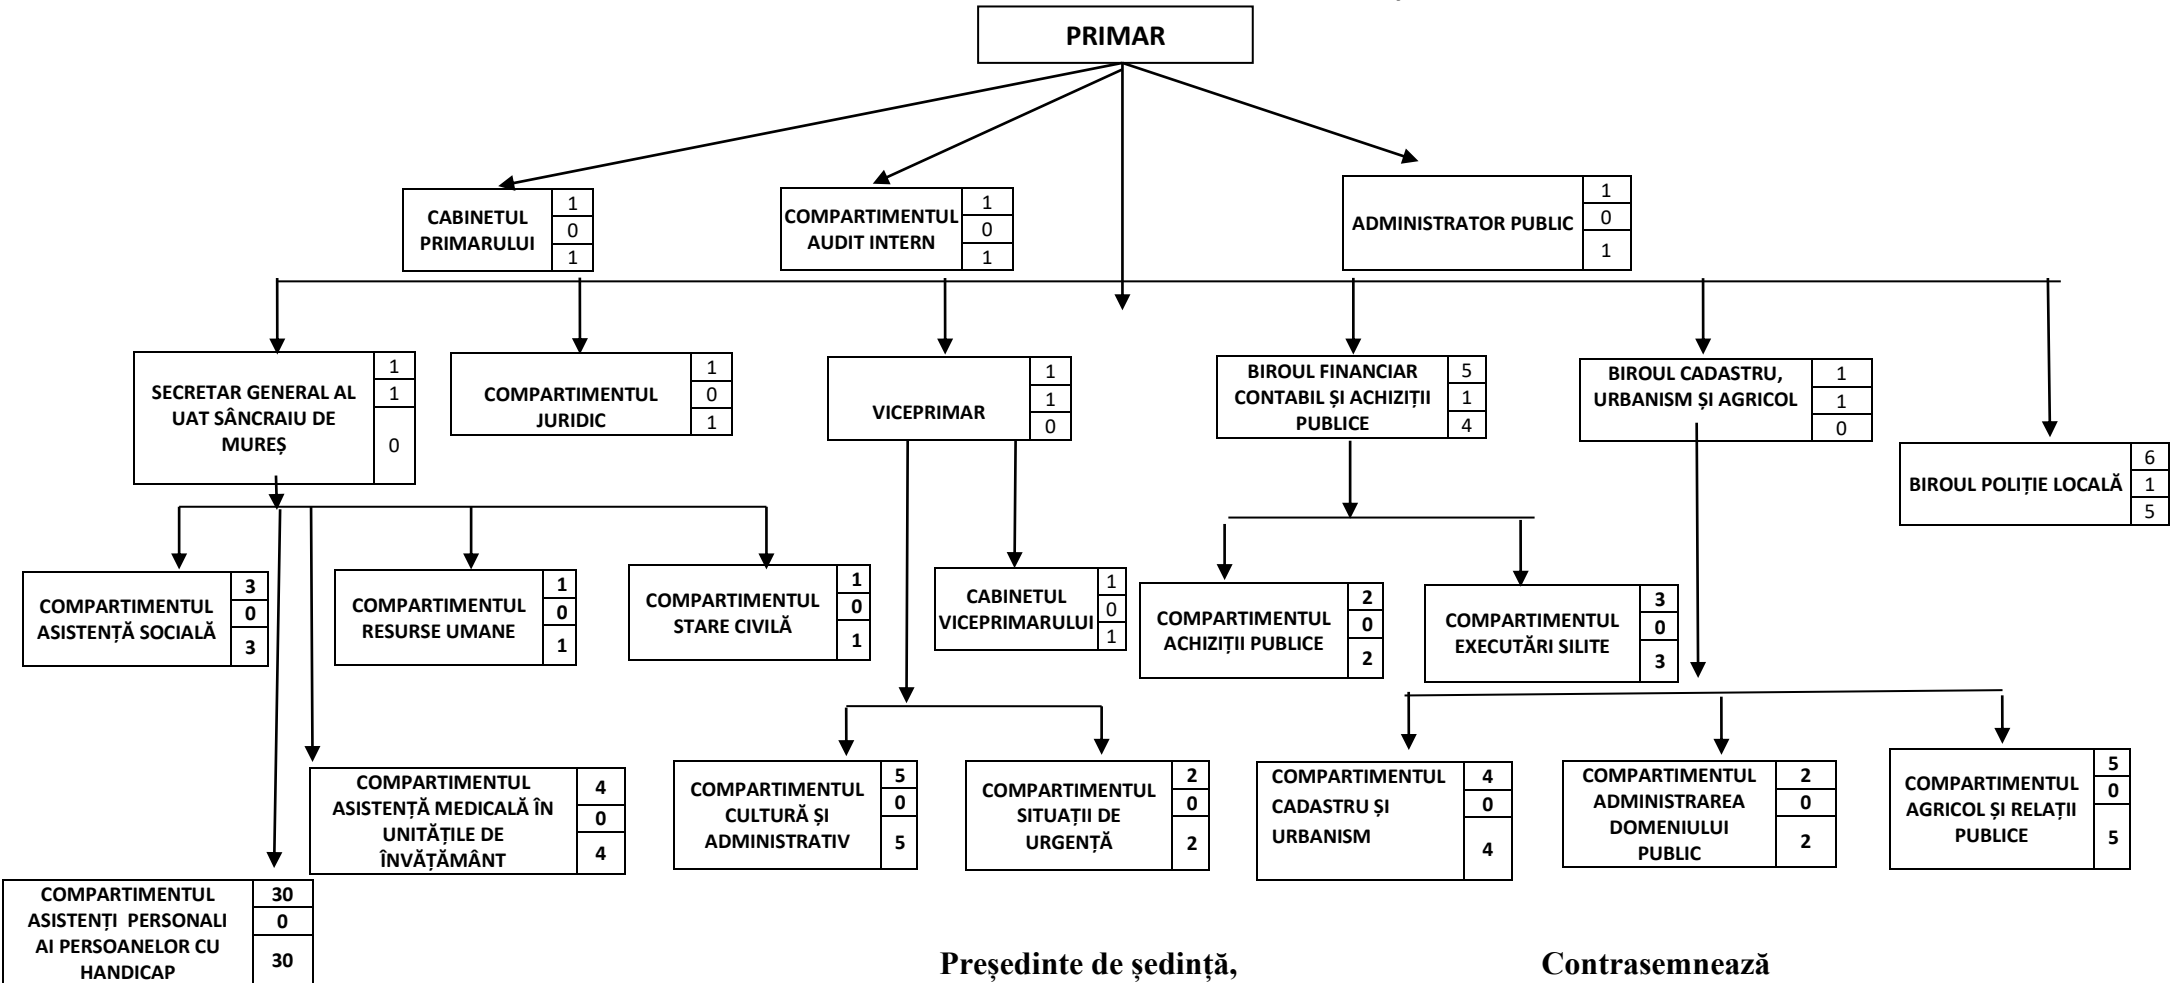 PRIMAR
CABINETUL
PRIMARULUI
1
0
1
COMPARTIMENTUL
AUDIT INTERN
1
0
1
ADMINISTRATOR PUBLIC
1
0
1
SECRETAR GENERAL AL
UAT SÂNCRAIU DE
MUREȘ
1
1
0
COMPARTIMENTUL
JURIDIC
1
0
1
VICEPRIMAR
1
1
0
BIROUL FINANCIAR
CONTABIL ȘI ACHIZIȚII
PUBLICE
5
1
4
BIROUL CADASTRU,
URBANISM ȘI AGRICOL
1
1
0
BIROUL POLIȚIE LOCALĂ
6
1
5
COMPARTIMENTUL
ASISTENȚĂ SOCIALĂ
3
0
3
COMPARTIMENTUL
RESURSE UMANE
1
0
1
COMPARTIMENTUL
STARE CIVILĂ
1
0
1
CABINETUL
VICEPRIMARULUI
1
0
1
COMPARTIMENTUL
ACHIZIȚII PUBLICE
2
0
2
COMPARTIMENTUL
EXECUTĂRI SILITE
3
0
3
COMPARTIMENTUL
ASISTENȚĂ MEDICALĂ ÎN
UNITĂȚILE DE
ÎNVĂȚĂMÂNT
4
0
4
COMPARTIMENTUL
CULTURĂ ȘI
ADMINISTRATIV
5
0
5
COMPARTIMENTUL
SITUAȚII DE
URGENȚĂ
2
0
2
COMPARTIMENTUL
CADASTRU ȘI
URBANISM
4
0
4
COMPARTIMENTUL
ADMINISTRAREA
DOMENIULUI
PUBLIC
2
0
2
COMPARTIMENTUL
AGRICOL ȘI RELAȚII
PUBLICE
5
0
5
COMPARTIMENTUL
ASISTENȚI PERSONALI
AI PERSOANELOR CU
HANDICAP
30
0
30
Președinte de ședință,
Contrasemnează